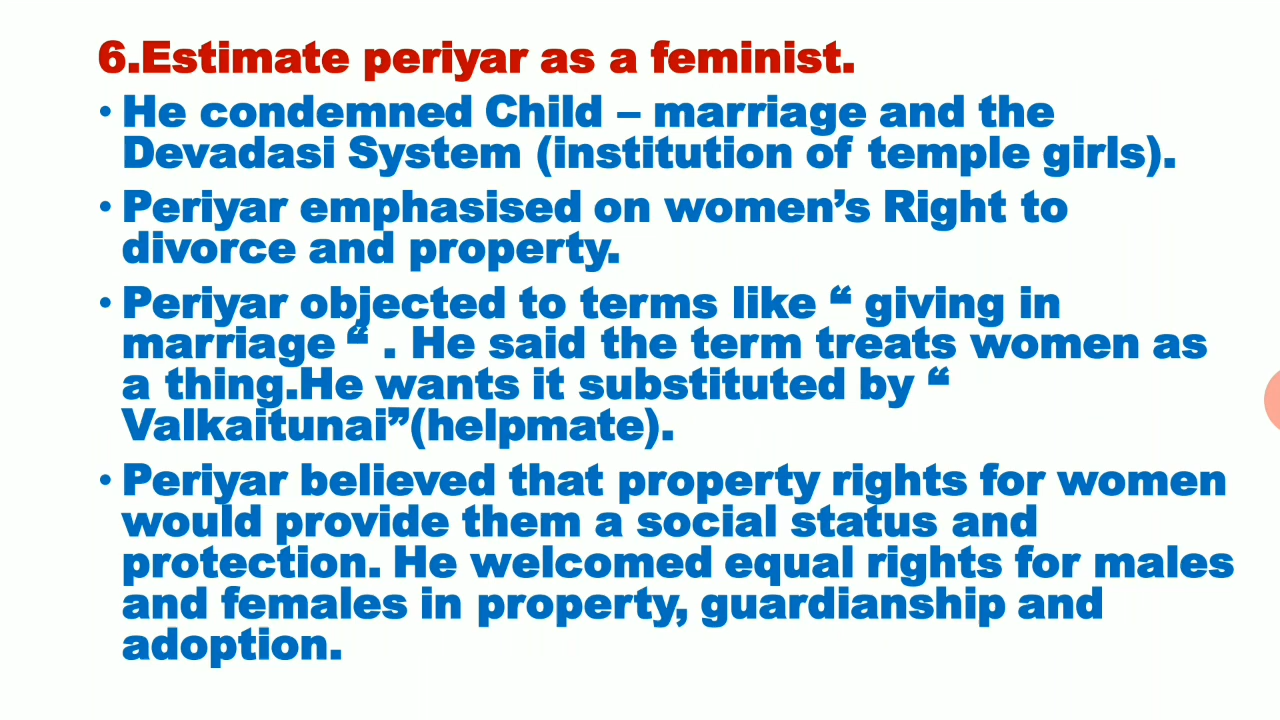 6.Estimate periyar as a feminist.
• He condemned Child – marriage and the
Devadasi System (institution of temple girls).
• Periyar emphasised on women’s Right to
divorce and property.
• Periyar objected to terms like “ giving in
marriage “ . He said the term treats women as
a thing.He wants it substituted by “
Valkaitunai”(helpmate).
• Periyar believed that property rights for women
would provide them a social status and
protection. He welcomed equal rights for males
and females in property, guardianship and
adoption.